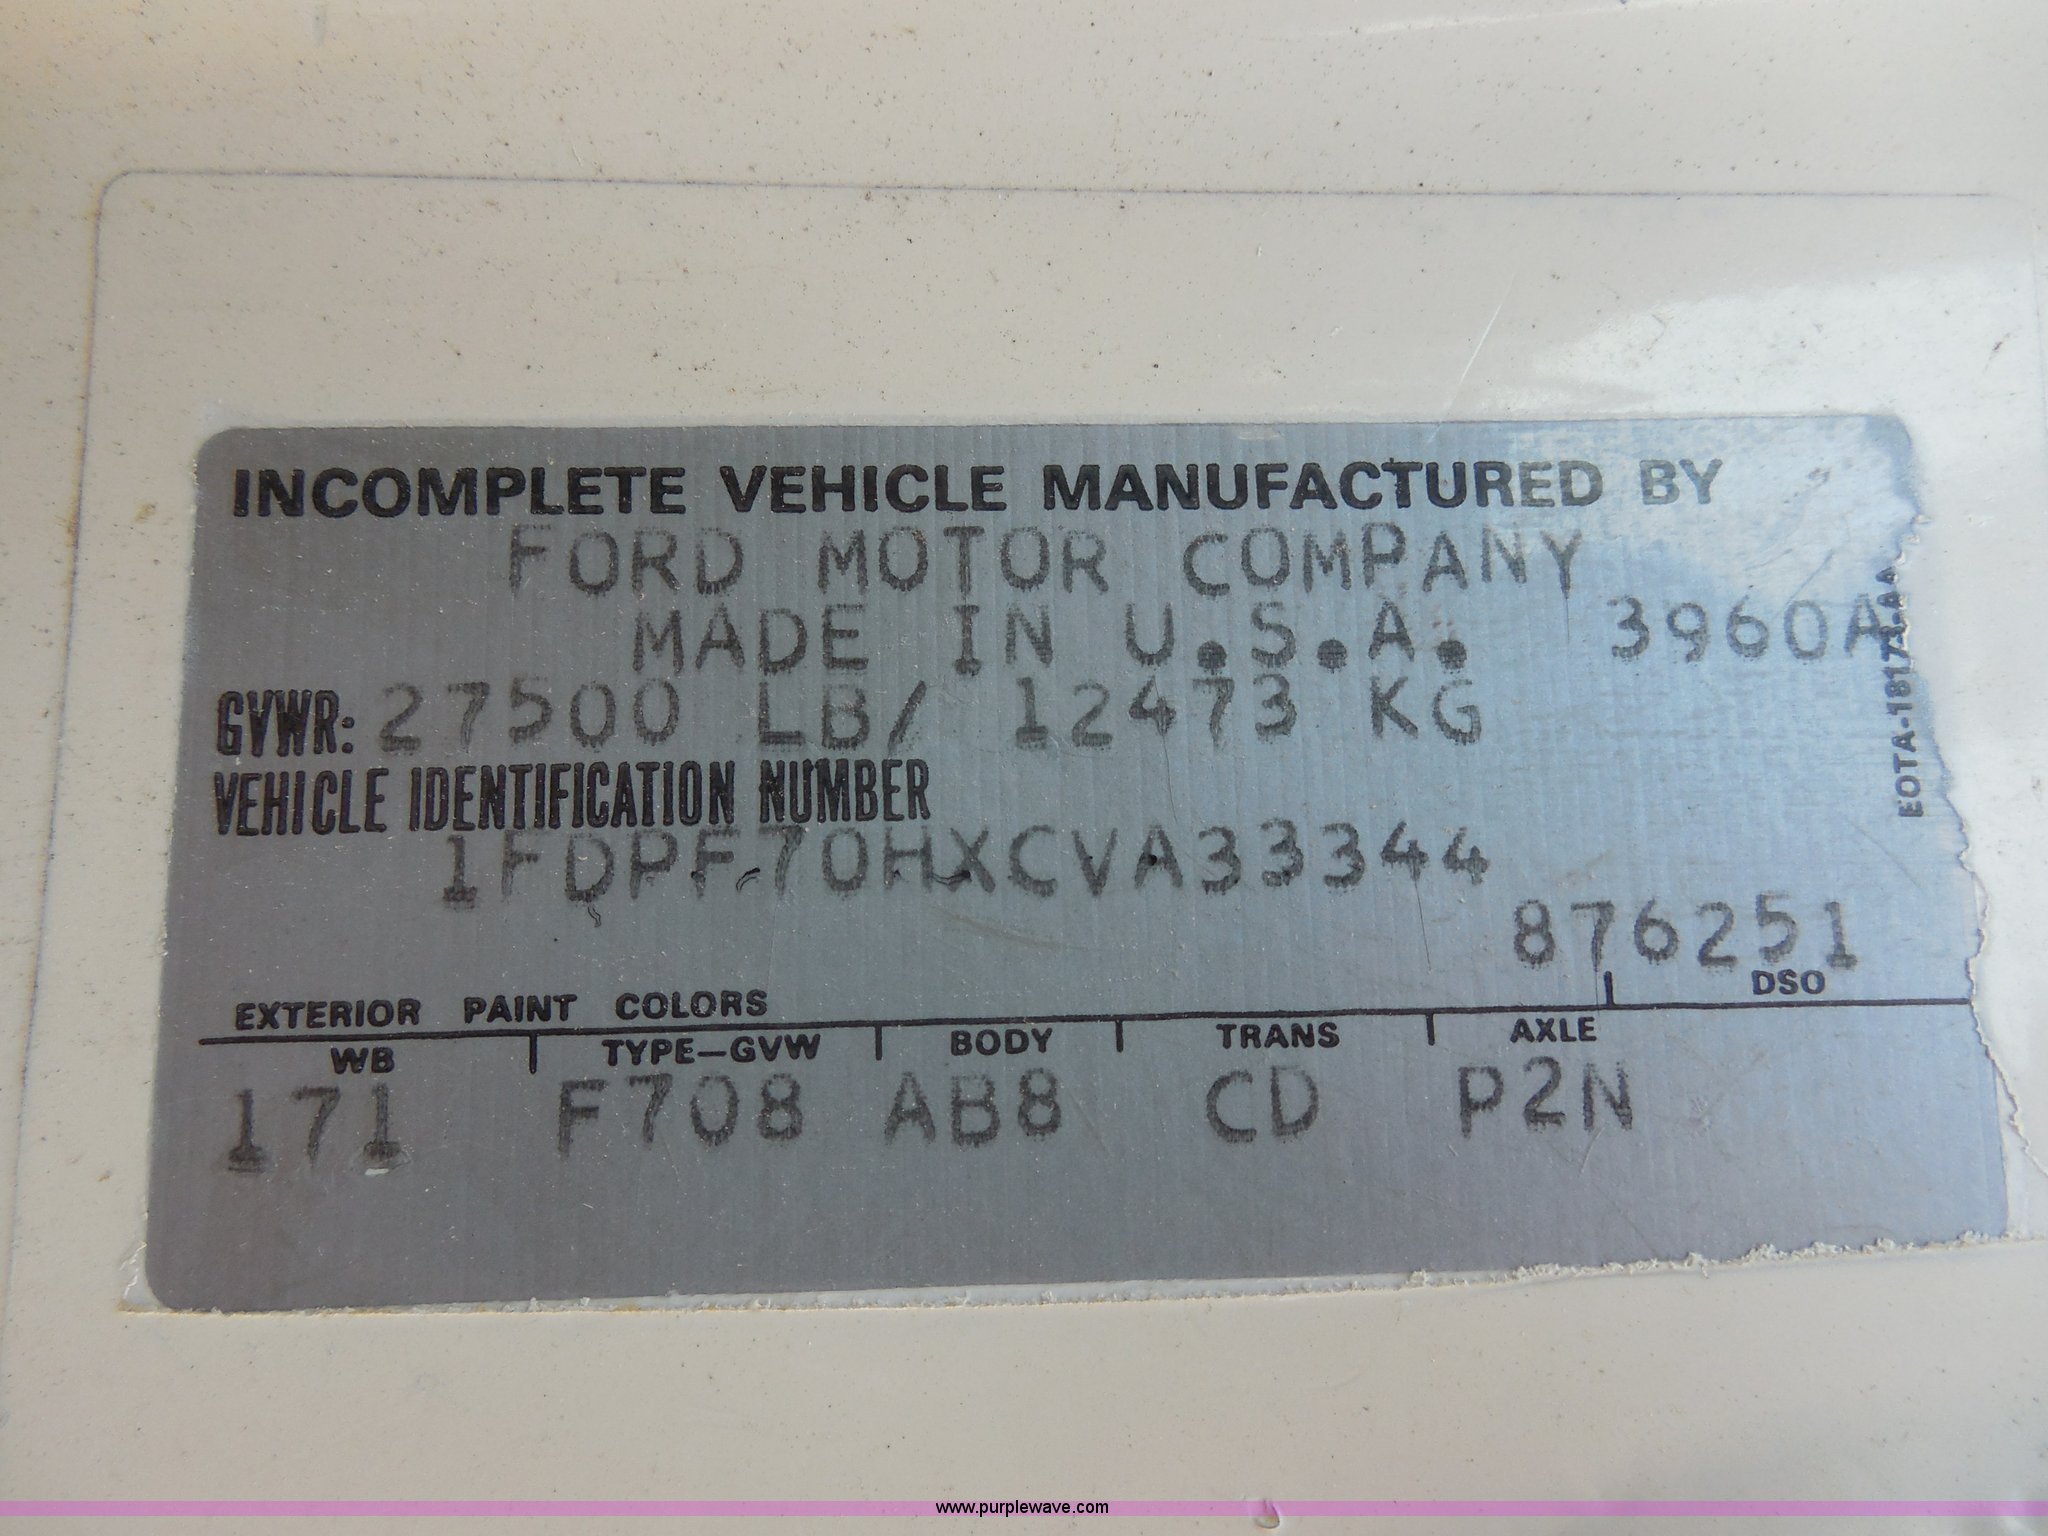 INCOMPLETE VEHICLE MANUFACTURED BY
FORD MOTOR COMPANY
MADE IN U.S.A. 3960A
GVWR: 27500 LB/ 12473 KG
VEHICLE IDENTIFICATION NUMBER
1FDPF70HXCVA33344
876251
EXTERIOR PAINT COLORS DSO
WB TYPE-GVW BODY TRANS AXLE
171 F708 AB8 CD P2N
www.purplewave.com